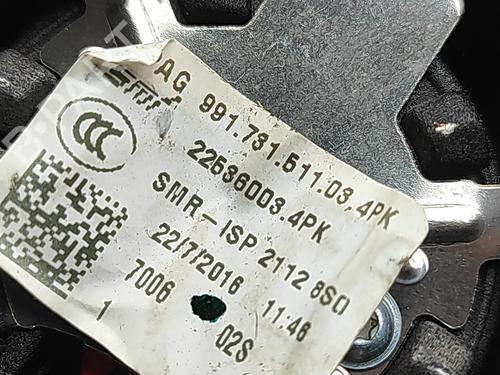 AG 991.731.511.03.4PK
22536003.4PK
SMR-ISP 2112 8S0
22/7/2016 11:46
7006 02S
1